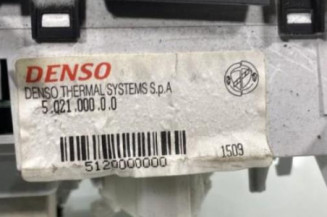 DENSO
DENSO THERMAL SYSTEMS S.p.A
5.021.000.0.0
5120000000
1509